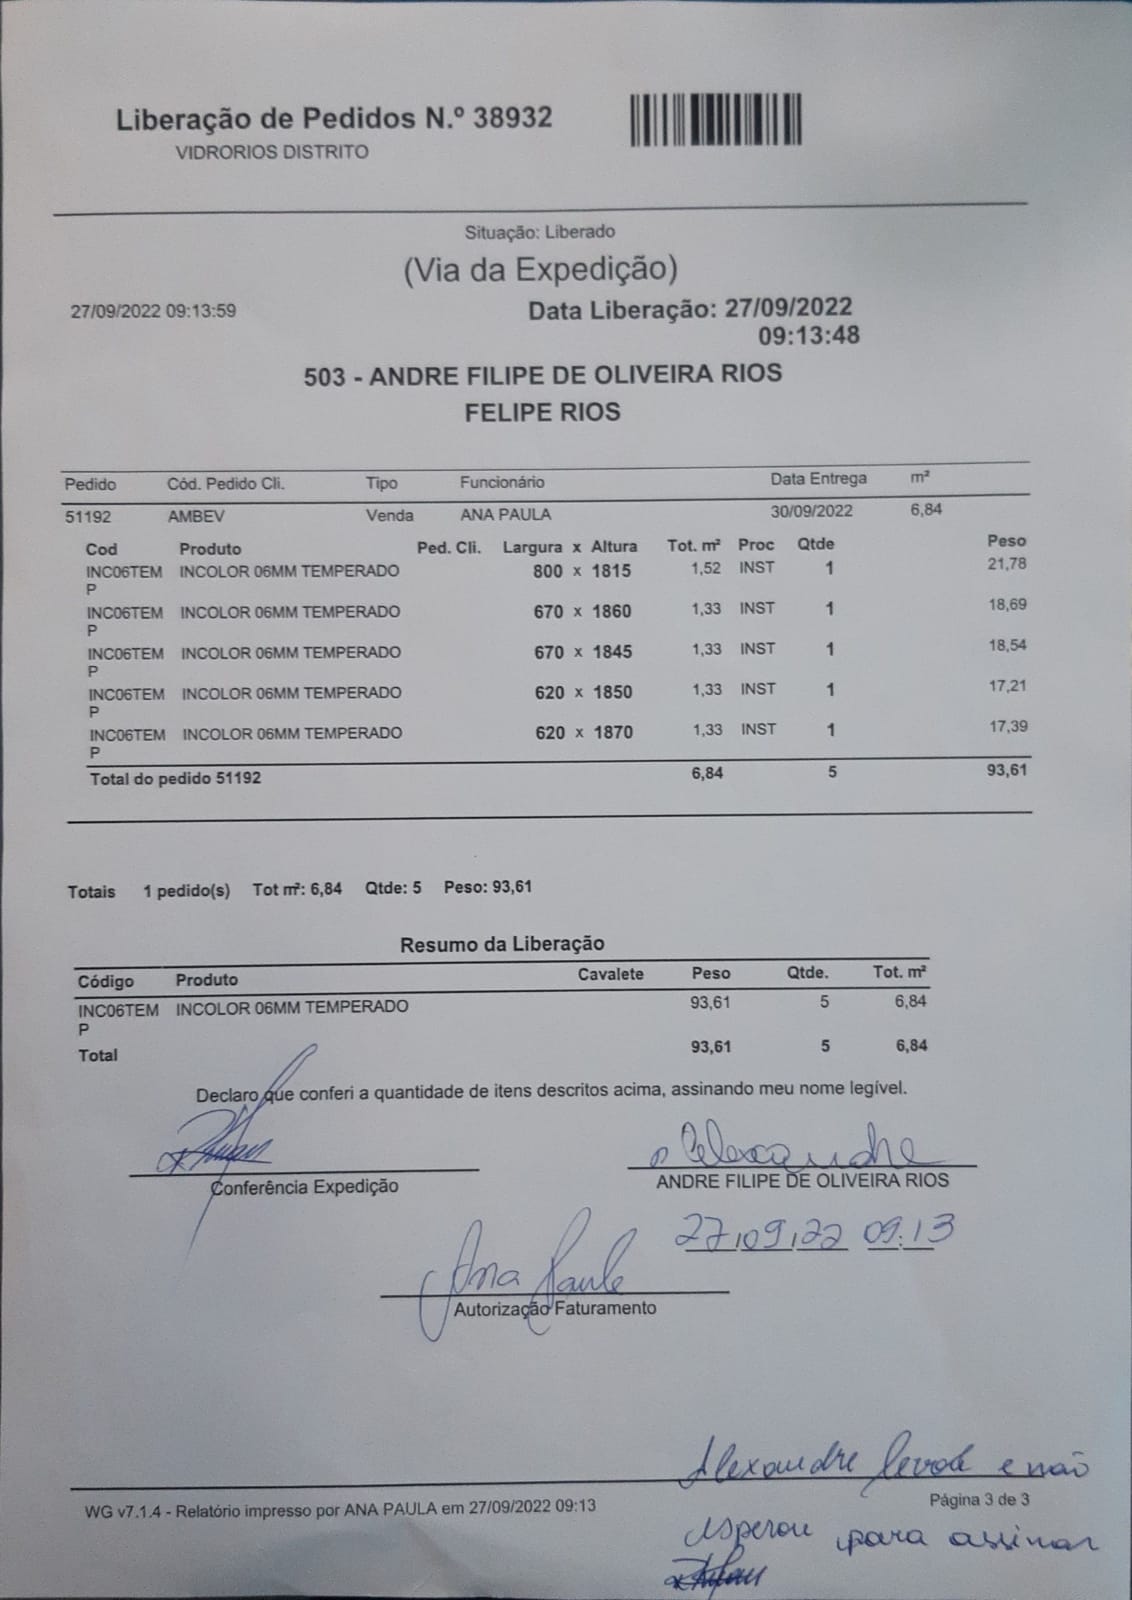 Liberação de Pedidos N.º 38932
VIDRORIOS DISTRITO
Situação: Liberado
(Via da Expedição)
27/09/2022 09:13:59 Data Liberação: 27/09/2022
09:13:48
503 - ANDRE FILIPE DE OLIVEIRA RIOS
FELIPE RIOS
Pedido Cód. Pedido Cli. Tipo Funcionário Data Entrega m²
51192 AMBEV Venda ANA PAULA 30/09/2022 6,84
Cod Produto Ped. Cli. Largura x Altura Tot. m² Proc Qtde Peso
INC06TEM INCOLOR 06MM TEMPERADO 800 x 1815 1,52 INST 1 21,78
P
INC06TEM INCOLOR 06MM TEMPERADO 670 x 1860 1,33 INST 1 18,69
P
INC06TEM INCOLOR 06MM TEMPERADO 670 x 1845 1,33 INST 1 18,54
P
INC06TEM INCOLOR 06MM TEMPERADO 620 x 1850 1,33 INST 1 17,21
P
INC06TEM INCOLOR 06MM TEMPERADO 620 x 1870 1,33 INST 1 17,39
P
Total do pedido 51192 6,84 5 93,61
Totais 1 pedido(s) Tot m²: 6,84 Qtde: 5 Peso: 93,61
Resumo da Liberação
Código Produto Cavalete Peso Qtde. Tot. m²
INC06TEM INCOLOR 06MM TEMPERADO 93,61 5 6,84
P
Total 93,61 5 6,84
Declaro que conferi a quantidade de itens descritos acima, assinando meu nome legível.
Alexandre
Conferência Expedição ANDRE FILIPE DE OLIVEIRA RIOS
27/09/22 09:13
Ana Paula
Autorização Faturamento
Alexandre levou e não
WG v7.1.4 - Relatório impresso por ANA PAULA em 27/09/2022 09:13 Página 3 de 3
esperou para assinar